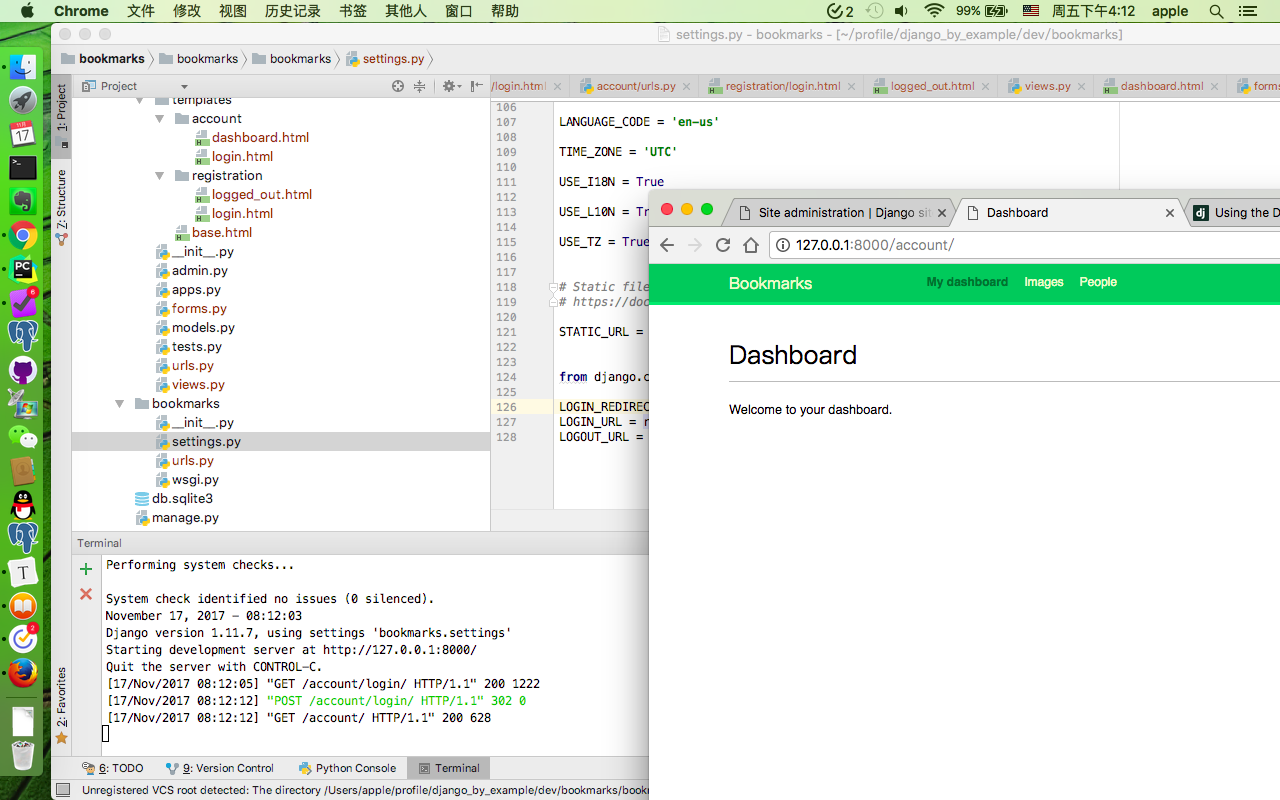 Chrome 文件 修改 视图 历史记录 书签 其他人 窗口 帮助 2 99% 周五下午4:12 apple
settings.py - bookmarks - [~/profile/django_by_example/dev/bookmarks]
bookmarks bookmarks bookmarks settings.py
1: Project
7: Structure
2: Favorites
Project
/login.html account/urls.py registration/login.html logged_out.html views.py dashboard.html forms
templates
account
dashboard.html
login.html
registration
logged_out.html
login.html
base.html
__init__.py
admin.py
apps.py
forms.py
models.py
tests.py
urls.py
views.py
bookmarks
__init__.py
settings.py
urls.py
wsgi.py
db.sqlite3
manage.py
106
107 LANGUAGE_CODE = 'en-us'
108
109 TIME_ZONE = 'UTC'
110
111 USE_I18N = True
112
113 USE_L10N = Tr
114
115 USE_TZ = True
116
117
118 # Static file
119 # https://doc
120
121 STATIC_URL =
122
123
124 from django.c
125
126 LOGIN_REDIREC
127 LOGIN_URL = r
128 LOGOUT_URL =
Site administration | Django sit
Dashboard
Using the D
127.0.0.1:8000/account/
Bookmarks My dashboard Images People
Dashboard
Welcome to your dashboard.
Terminal
Performing system checks...
System check identified no issues (0 silenced).
November 17, 2017 - 08:12:03
Django version 1.11.7, using settings 'bookmarks.settings'
Starting development server at http://127.0.0.1:8000/
Quit the server with CONTROL-C.
[17/Nov/2017 08:12:05] "GET /account/login/ HTTP/1.1" 200 1222
[17/Nov/2017 08:12:12] "POST /account/login/ HTTP/1.1" 302 0
[17/Nov/2017 08:12:12] "GET /account/ HTTP/1.1" 200 628
6: TODO 9: Version Control Python Console Terminal
Unregistered VCS root detected: The directory /Users/apple/profile/django_by_example/dev/bookmarks/bookm